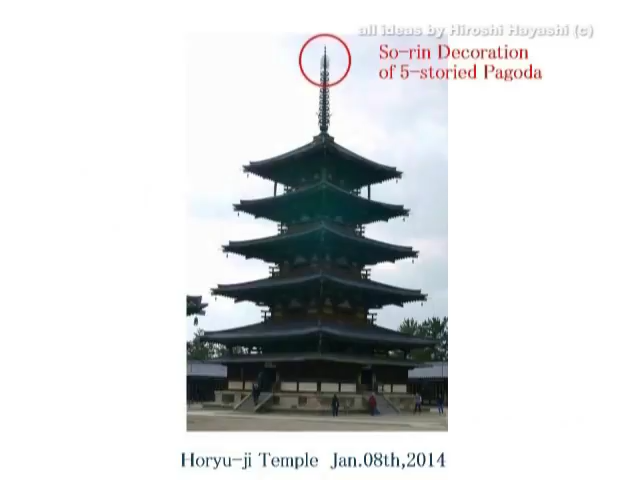 all ideas by Hiroshi Hayashi (c)
So-rin Decoration
of 5-storied Pagoda
Horyu-ji Temple Jan.08th,2014